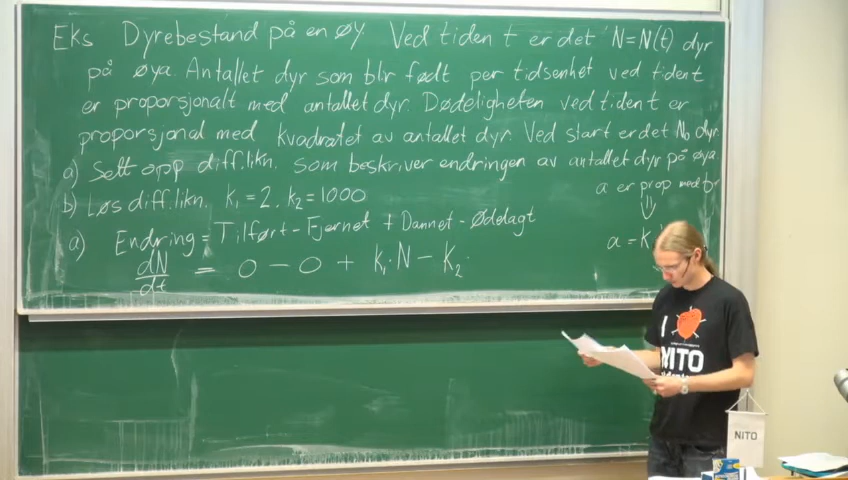 Eks Dyrebestand på en øy. Ved tiden t er det N=N(t) dyr
på øya. Antallet dyr som blir født per tidsenhet ved tiden t
er proporsjonalt med antallet dyr. Dødeligheten ved tiden t er
proporsjonal med kvadratet av antallet dyr. Ved start er det N₀ dyr.
a) Sett opp diff.likn. som beskriver endringen av antallet dyr på øya.
b) Løs diff.likn. k₁=2. k₂=1000
a er prop med b
⇓
a = K
a) Endring = Tilført - Fjernet + Dannet - Ødelagt
dN/dt = 0 - 0 + k₁·N - k₂·
I
NITO
NITO